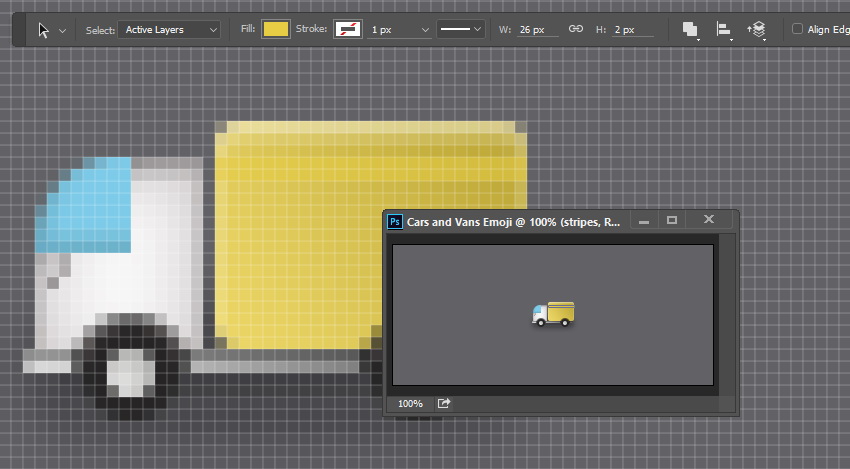 Select: Active Layers Fill: Stroke: 1 px W: 26 px H: 2 px Align Edg
Ps Cars and Vans Emoji @ 100% (stripes, R...
100%